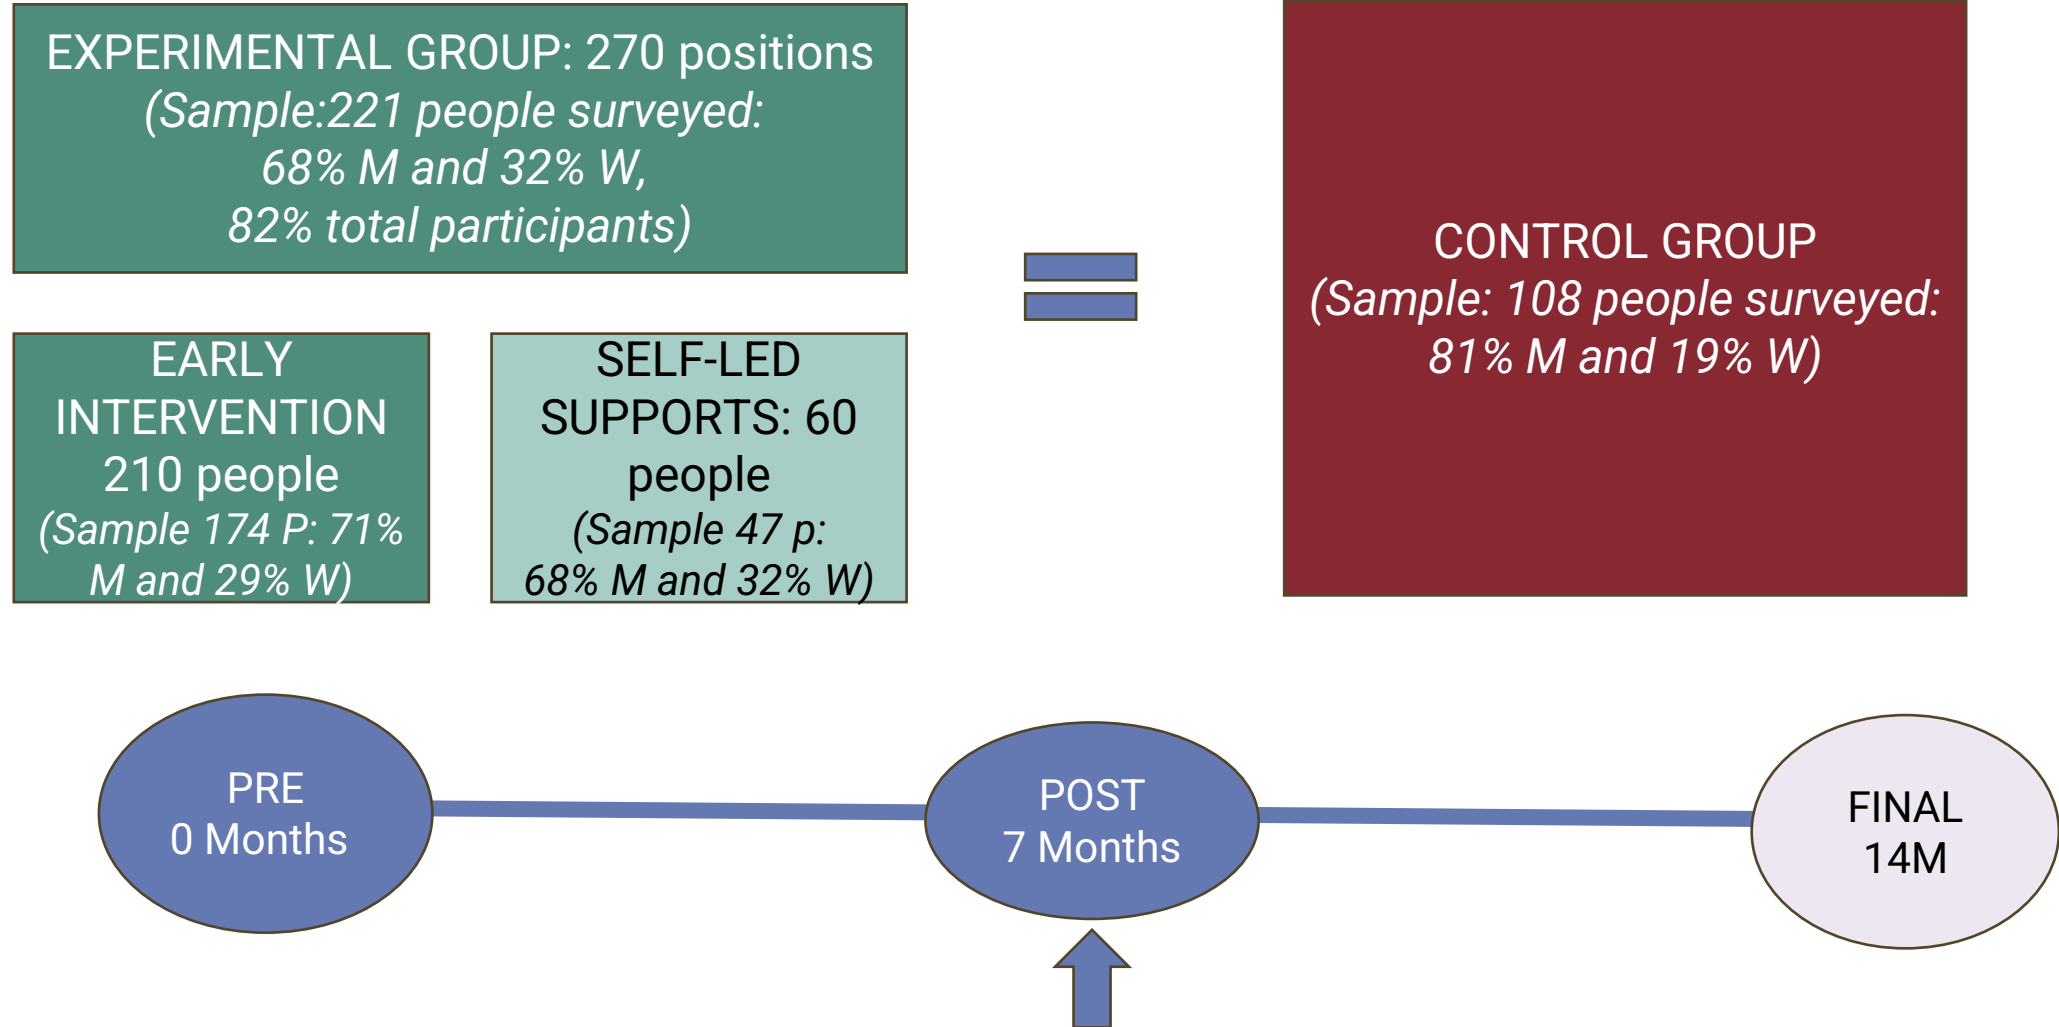 EXPERIMENTAL GROUP: 270 positions
(Sample:221 people surveyed:
68% M and 32% W,
82% total participants)
EARLY
INTERVENTION
210 people
(Sample 174 P: 71%
M and 29% W)
SELF-LED
SUPPORTS: 60
people
(Sample 47 p:
68% M and 32% W)
CONTROL GROUP
(Sample: 108 people surveyed:
81% M and 19% W)
PRE
0 Months
POST
7 Months
FINAL
14M